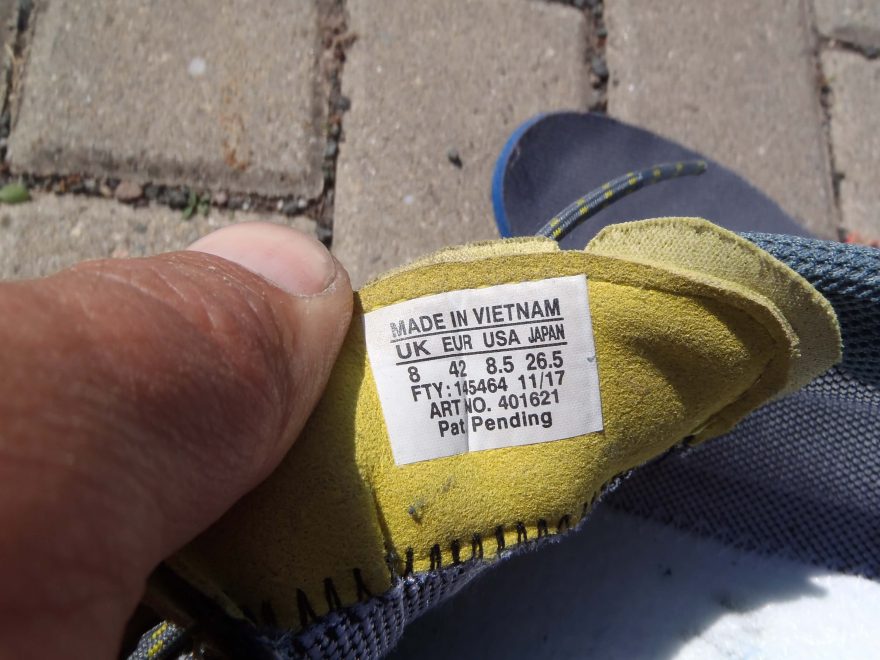 MADE IN VIETNAM
UK EUR USA JAPAN
8 42 8.5 26.5
FTY: 145464 11/17
ART NO. 401621
Pat Pending